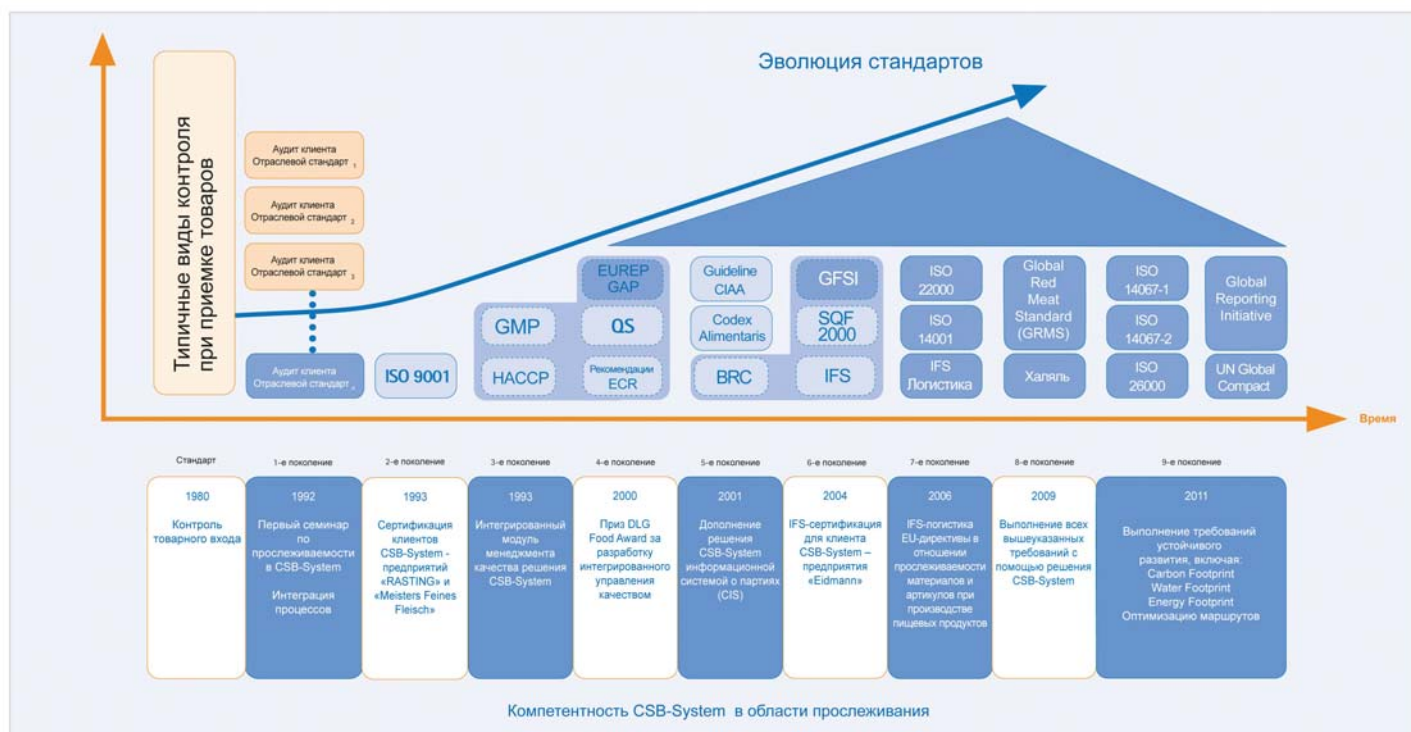 Эволюция стандартов
Типичные виды контроля
при приемке товаров
Аудит клиента
Отраслевой стандарт 1
Аудит клиента
Отраслевой стандарт 2
Аудит клиента
Отраслевой стандарт 3
Аудит клиента
Отраслевой стандарт n
ISO 9001
GMP
HACCP
EUREP
GAP
QS
Рекомендации
ECR
Guideline
CIAA
Codex
Alimentaris
BRC
GFSI
SQF
2000
IFS
ISO
22000
ISO
14001
IFS
Логистика
Global
Red
Meat
Standard
(GRMS)
Халяль
ISO
14067-1
ISO
14067-2
ISO
26000
Global
Reporting
Initiative
UN Global
Compact
Время
Стандарт
1-е поколение
2-е поколение
3-е поколение
4-е поколение
5-е поколение
6-е поколение
7-е поколение
8-е поколение
9-е поколение
1980
Контроль
товарного входа
1992
Первый семинар
по
прослеживаемости
в CSB-System
Интеграция
процессов
1993
Сертификация
клиентов
CSB-System -
предприятий
«RASTING» и
«Meisters Feines
Fleisch»
1993
Интегрированный
модуль
менеджмента
качества решения
CSB-System
2000
Приз DLG
Food Award за
разработку
интегрированного
управления
качеством
2001
Дополнение
решения
CSB-System
информационной
системой о партиях
(CIS)
2004
IFS-сертификация
для клиента
CSB-System –
предприятия
«Eidmann»
2006
IFS-логистика
EU-директивы в
отношении
прослеживаемости
материалов и
артикулов при
производстве
пищевых продуктов
2009
Выполнение всех
вышеуказанных
требований с
помощью решения
CSB-System
2011
Выполнение требований
устойчивого
развития, включая:
Carbon Footprint
Water Footprint
Energy Footprint
Оптимизацию маршрутов
Компетентность CSB-System в области прослеживания